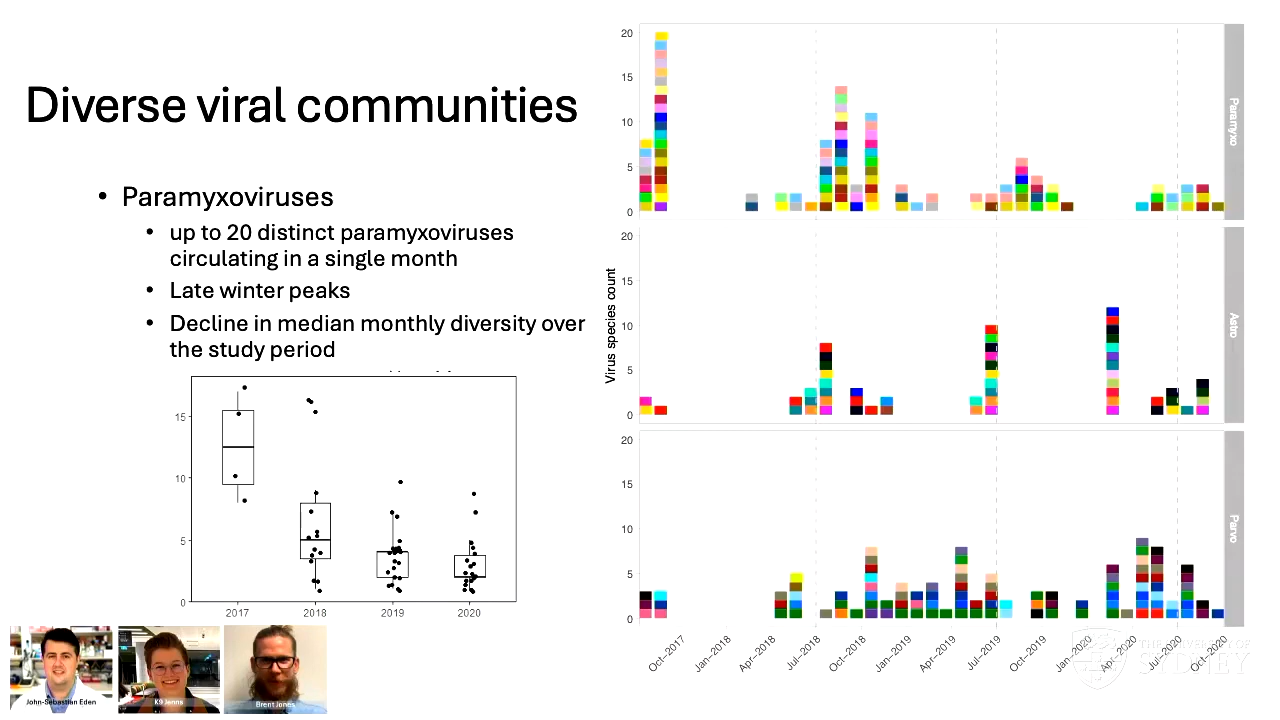 Diverse viral communities
• Paramyxoviruses
• up to 20 distinct paramyxoviruses
circulating in a single month
• Late winter peaks
• Decline in median monthly diversity over
the study period
15
10
5
0
2017
2018
2019
2020
John-Sebastian Eden
K9 Jenns
Brent Jones
Virus species count
20
15
10
5
0
Paramyxo
20
15
10
5
0
Astro
20
15
10
5
0
Parvo
Oct–2017
Jan–2018
Apr–2018
Jul–2018
Oct–2018
Jan–2019
Apr–2019
Jul–2019
Oct–2019
Jan–2020
Apr–2020
Jul–2020
Oct–2020
THE UNIVERSITY OF
SYDNEY